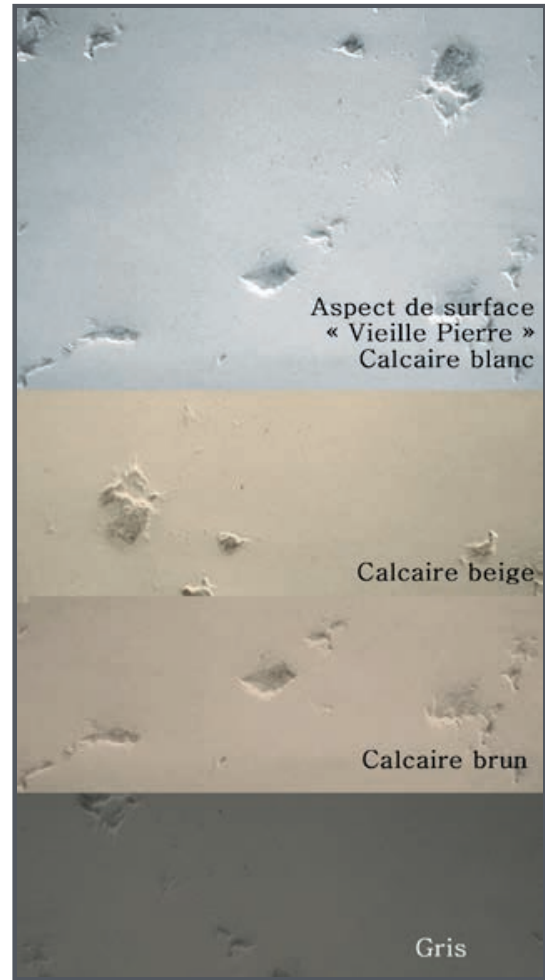 Aspect de surface
« Vieille Pierre »
Calcaire blanc
Calcaire beige
Calcaire brun
Gris